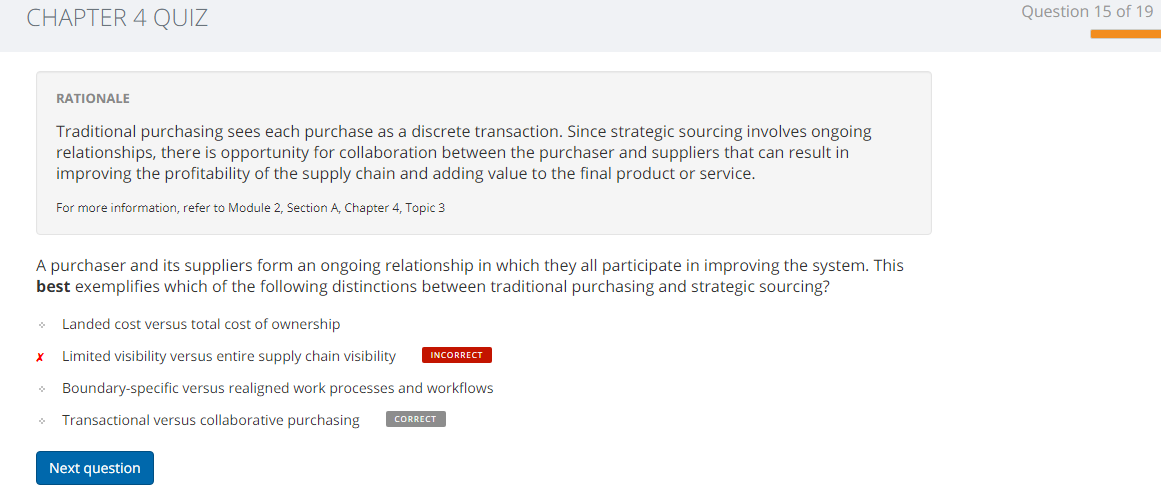 CHAPTER 4 QUIZ
Question 15 of 19
RATIONALE
Traditional purchasing sees each purchase as a discrete transaction. Since strategic sourcing involves ongoing
relationships, there is opportunity for collaboration between the purchaser and suppliers that can result in
improving the profitability of the supply chain and adding value to the final product or service.
For more information, refer to Module 2, Section A, Chapter 4, Topic 3
A purchaser and its suppliers form an ongoing relationship in which they all participate in improving the system. This
best exemplifies which of the following distinctions between traditional purchasing and strategic sourcing?
Landed cost versus total cost of ownership
✗ Limited visibility versus entire supply chain visibility INCORRECT
Boundary-specific versus realigned work processes and workflows
Transactional versus collaborative purchasing CORRECT
Next question